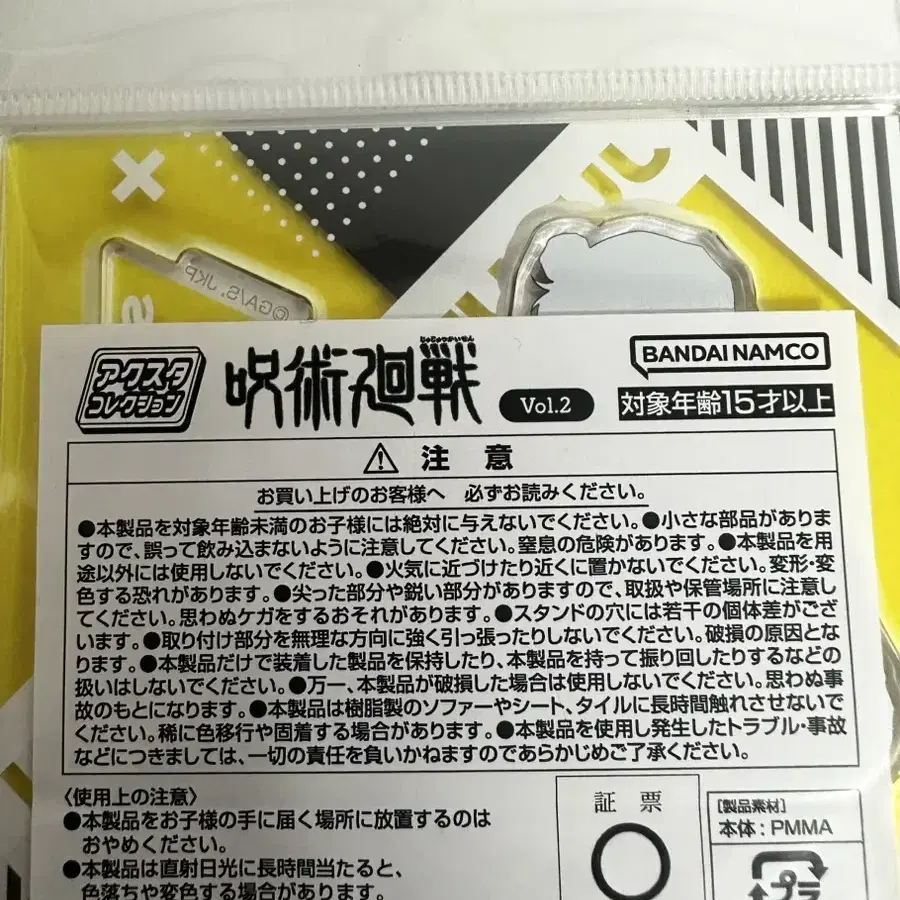 ©GA/S, JKP
アクスタ
コレクション
じゅじゅつかいせん
呪術廻戦
Vol.2
BANDAI NAMCO
対象年齢15才以上
⚠ 注 意
お買い上げのお客様へ 必ずお読みください。
●本製品を対象年齢未満のお子様には絶対に与えないでください。●小さな部品がありま
すので、誤って飲み込まないように注意してください。窒息の危険があります。●本製品を用
途以外には使用しないでください。●火気に近づけたり近くに置かないでください。変形・変
色する恐れがあります。●尖った部分や鋭い部分がありますので、取扱や保管場所に注意し
てください。思わぬケガをするおそれがあります。●スタンドの穴には若干の個体差がござ
います。●取り付け部分を無理な方向に強く引っ張ったりしないでください。破損の原因とな
ります。●本製品だけで装着した製品を保持したり、本製品を持って振り回したりするなどの
扱いはしないでください。●万一、本製品が破損した場合は使用しないでください。思わぬ事
故のもとになります。●本製品は樹脂製のソファーやシート、タイルに長時間触れさせないで
ください。稀に色移行や固着する場合があります。●本製品を使用し発生したトラブル・事故
などにつきましては、一切の責任を負いかねますのであらかじめご了承ください。
〈使用上の注意〉
●本製品をお子様の手に届く場所に放置するのは
おやめください。
●本製品は直射日光に長時間当たると、
色落ちや変色する場合があります。
証 票
[製品素材]
本体：PMMA
プラ